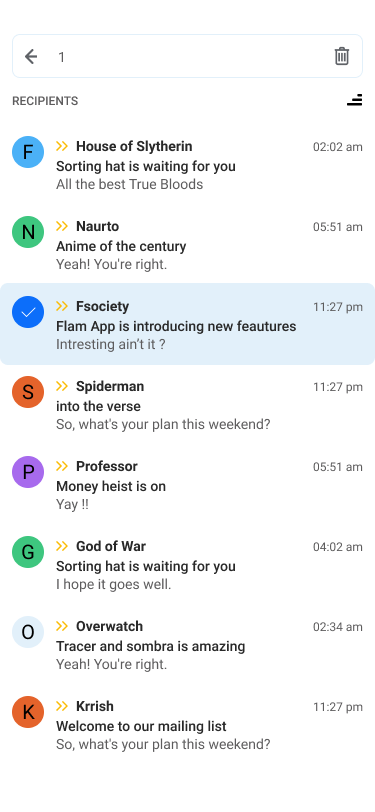 1
RECIPIENTS
F
House of Slytherin 02:02 am
Sorting hat is waiting for you
All the best True Bloods
N
Naurto 05:51 am
Anime of the century
Yeah! You're right.
Fsociety 11:27 pm
Flam App is introducing new feautures
Intresting ain't it ?
S
Spiderman 11:27 pm
into the verse
So, what's your plan this weekend?
P
Professor 05:51 am
Money heist is on
Yay !!
G
God of War 04:02 am
Sorting hat is waiting for you
I hope it goes well.
O
Overwatch 02:34 am
Tracer and sombra is amazing
Yeah! You're right.
K
Krrish 11:27 pm
Welcome to our mailing list
So, what's your plan this weekend?